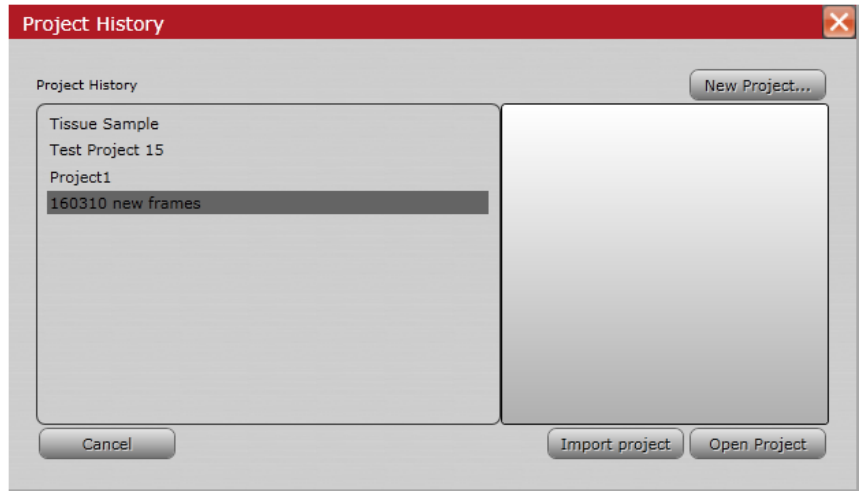 Project History
Project History
New Project...
Tissue Sample
Test Project 15
Project1
160310 new frames
Cancel
Import project
Open Project